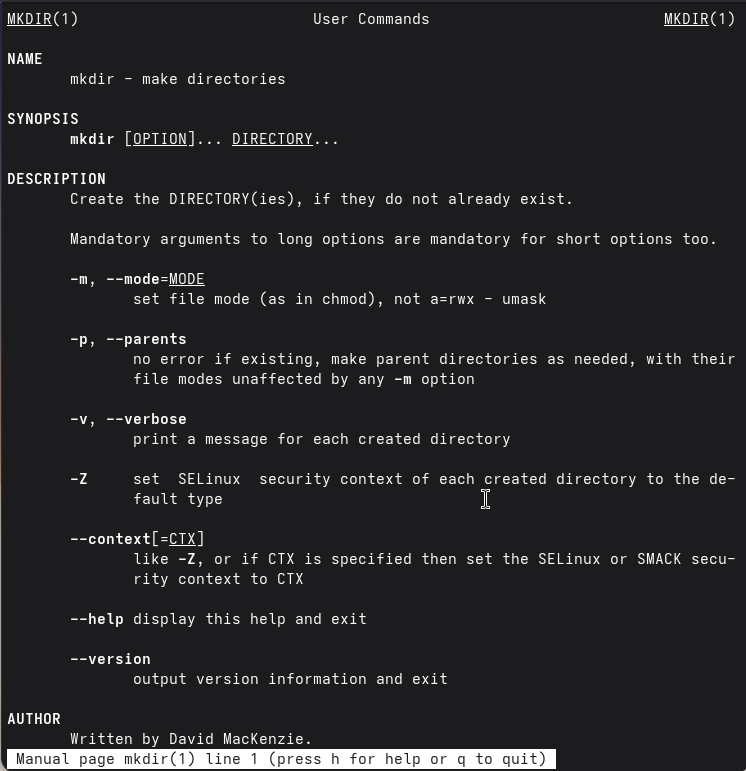 MKDIR(1) User Commands MKDIR(1)
NAME
mkdir - make directories
SYNOPSIS
mkdir [OPTION]... DIRECTORY...
DESCRIPTION
Create the DIRECTORY(ies), if they do not already exist.
Mandatory arguments to long options are mandatory for short options too.
-m, --mode=MODE
set file mode (as in chmod), not a=rwx - umask
-p, --parents
no error if existing, make parent directories as needed, with their
file modes unaffected by any -m option
-v, --verbose
print a message for each created directory
-Z set SELinux security context of each created directory to the de-
fault type
--context[=CTX]
like -Z, or if CTX is specified then set the SELinux or SMACK secu-
rity context to CTX
--help display this help and exit
--version
output version information and exit
AUTHOR
Written by David MacKenzie.
Manual page mkdir(1) line 1 (press h for help or q to quit)